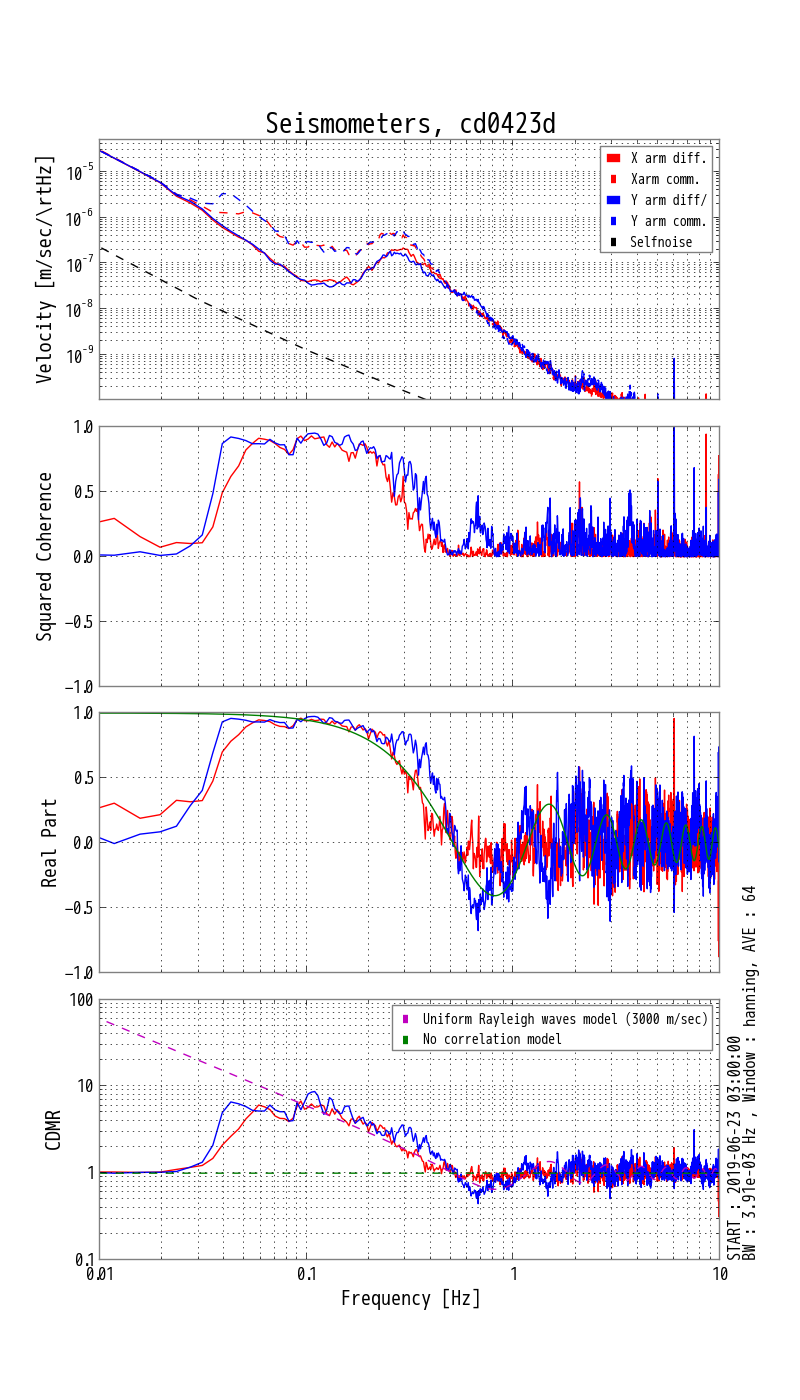 Seismometers, cd0423d
Velocity [m/sec/\rtHz]
10^-5
10^-6
10^-7
10^-8
10^-9
X arm diff.
Xarm comm.
Y arm diff/
Y arm comm.
Selfnoise
Squared Coherence
1.0
0.5
0.0
−0.5
−1.0
Real Part
1.0
0.5
0.0
−0.5
−1.0
CDMR
100
10
1
0.1
Uniform Rayleigh waves model (3000 m/sec)
No correlation model
0.01
0.1
1
10
Frequency [Hz]
START : 2019-06-23 03:00:00
BW : 3.91e-03 Hz , Window : hanning, AVE : 64